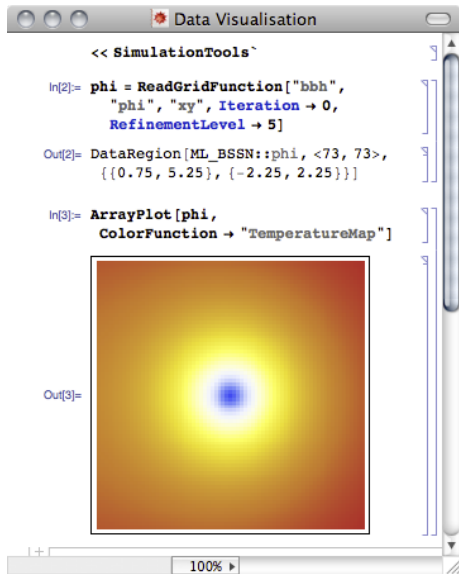 Data Visualisation
<< SimulationTools`
In[2]:= phi = ReadGridFunction["bbh",
"phi", "xy", Iteration → 0,
RefinementLevel → 5]
Out[2]= DataRegion[ML_BSSN::phi, <73, 73>,
{{0.75, 5.25}, {-2.25, 2.25}}]
In[3]:= ArrayPlot[phi,
ColorFunction → "TemperatureMap"]
Out[3]=
100%